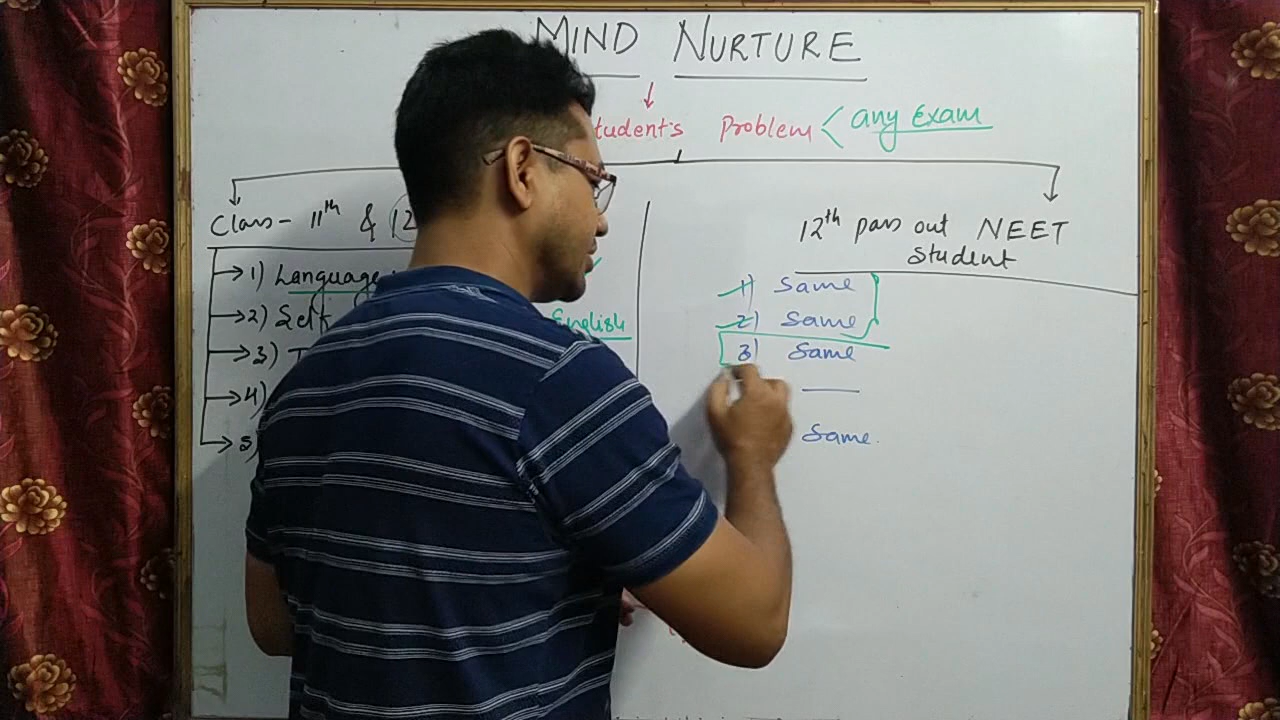 MIND NURTURE
tudent's Problem < any Exam
Class- 11th & 12
12th pass out NEET
Student
1) Language
2) Self English
3) T
4)
5)
1) Same
2) Same
3) Same
Same.